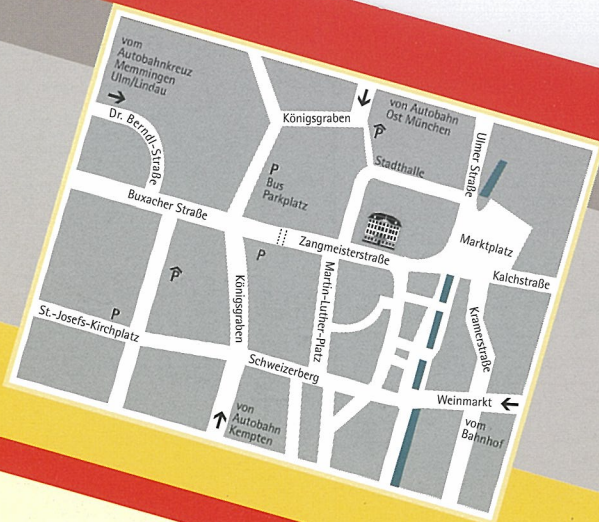 vom
Autobahnkreuz
Memmingen
Ulm/Lindau
von Autobahn
Ost München
Königsgraben
Dr. Berndl-Straße
Stadthalle
Ulmer Straße
P
Bus
Parkplatz
P
Buxacher Straße
Zangmeisterstraße
P
Marktplatz
Kalchstraße
P
Königsgraben
Martin-Luther-Platz
Kramerstraße
St.-Josefs-Kirchplatz
P
Schweizerberg
Weinmarkt
von
Autobahn
Kempten
vom
Bahnhof